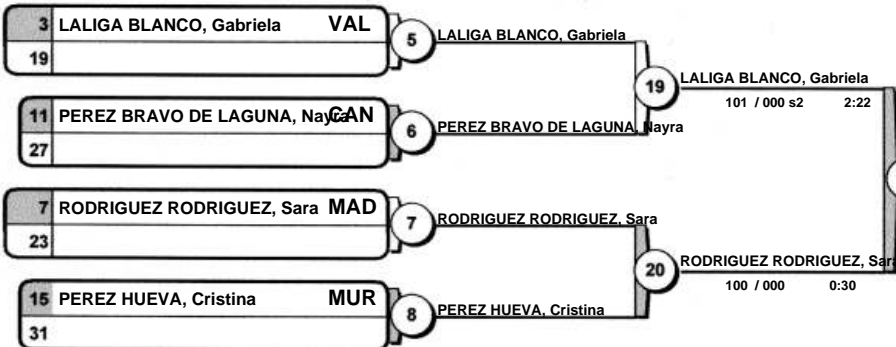 3 LALIGA BLANCO, Gabriela VAL
19
5
LALIGA BLANCO, Gabriela
11 PEREZ BRAVO DE LAGUNA, Nayra CAN
27
6
PEREZ BRAVO DE LAGUNA, Nayra
19
LALIGA BLANCO, Gabriela
101 / 000 s2 2:22
7 RODRIGUEZ RODRIGUEZ, Sara MAD
23
7
RODRIGUEZ RODRIGUEZ, Sara
15 PEREZ HUEVA, Cristina MUR
31
8
PEREZ HUEVA, Cristina
20
RODRIGUEZ RODRIGUEZ, Sara
100 / 000 0:30